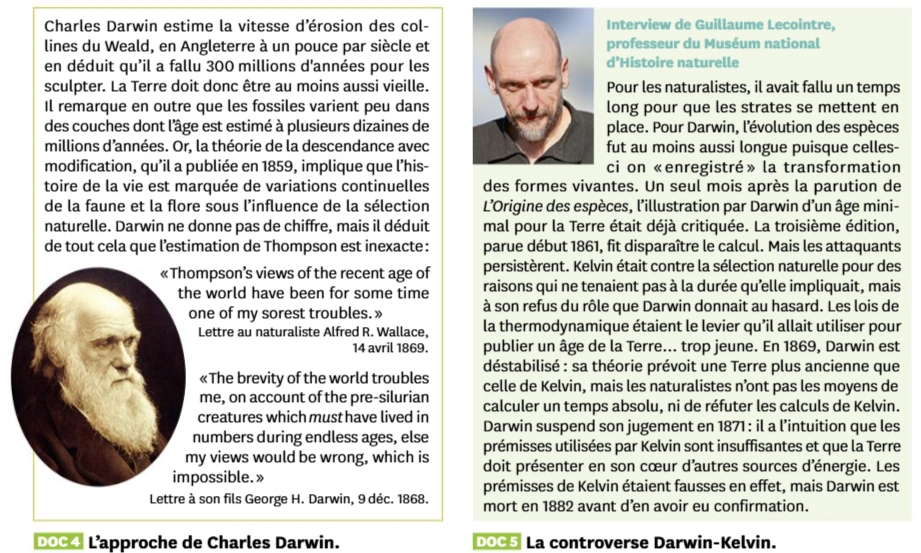 Charles Darwin estime la vitesse d'érosion des col-
lines du Weald, en Angleterre à un pouce par siècle et
en déduit qu'il a fallu 300 millions d'années pour les
sculpter. La Terre doit donc être au moins aussi vieille.
Il remarque en outre que les fossiles varient peu dans
des couches dont l'âge est estimé à plusieurs dizaines de
millions d'années. Or, la théorie de la descendance avec
modification, qu'il a publiée en 1859, implique que l'his-
toire de la vie est marquée de variations continuelles
de la faune et la flore sous l'influence de la sélection
naturelle. Darwin ne donne pas de chiffre, mais il déduit
de tout cela que l'estimation de Thompson est inexacte :
«Thompson's views of the recent age of
the world have been for some time
one of my sorest troubles.»
Lettre au naturaliste Alfred R. Wallace,
14 avril 1869.
«The brevity of the world troubles
me, on account of the pre-silurian
creatures which must have lived in
numbers during endless ages, else
my views would be wrong, which is
impossible.»
Lettre à son fils George H. Darwin, 9 déc. 1868.
DOC 4 L'approche de Charles Darwin.
Interview de Guillaume Lecointre,
professeur du Muséum national
d'Histoire naturelle
Pour les naturalistes, il avait fallu un temps
long pour que les strates se mettent en
place. Pour Darwin, l'évolution des espèces
fut au moins aussi longue puisque celles-
ci on «enregistré» la transformation
des formes vivantes. Un seul mois après la parution de
L'Origine des espèces, l'illustration par Darwin d'un âge mini-
mal pour la Terre était déjà critiquée. La troisième édition,
parue début 1861, fit disparaître le calcul. Mais les attaquants
persistèrent. Kelvin était contre la sélection naturelle pour des
raisons qui ne tenaient pas à la durée qu'elle impliquait, mais
à son refus du rôle que Darwin donnait au hasard. Les lois de
la thermodynamique étaient le levier qu'il allait utiliser pour
publier un âge de la Terre... trop jeune. En 1869, Darwin est
déstabilisé : sa théorie prévoit une Terre plus ancienne que
celle de Kelvin, mais les naturalistes n'ont pas les moyens de
calculer un temps absolu, ni de réfuter les calculs de Kelvin.
Darwin suspend son jugement en 1871 : il a l'intuition que les
prémisses utilisées par Kelvin sont insuffisantes et que la Terre
doit présenter en son cœur d'autres sources d'énergie. Les
prémisses de Kelvin étaient fausses en effet, mais Darwin est
mort en 1882 avant d'en avoir eu confirmation.
DOC 5 La controverse Darwin-Kelvin.